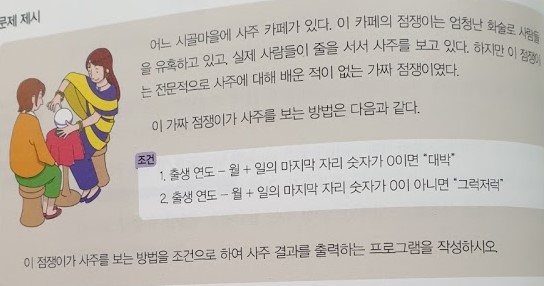 문제 제시
어느 시골마을에 사주 카페가 있다. 이 카페의 점쟁이는 엄청난 화술로 사람들
을 유혹하고 있고, 실제 사람들이 줄을 서서 사주를 보고 있다. 하지만 이 점쟁이
는 전문적으로 사주에 대해 배운 적이 없는 가짜 점쟁이였다.
이 가짜 점쟁이가 사주를 보는 방법은 다음과 같다.
조건
1. 출생 연도 - 월 + 일의 마지막 자리 숫자가 0이면 "대박"
2. 출생 연도 - 월 + 일의 마지막 자리 숫자가 0이 아니면 "그럭저럭"
이 점쟁이가 사주를 보는 방법을 조건으로 하여 사주 결과를 출력하는 프로그램을 작성하시오.